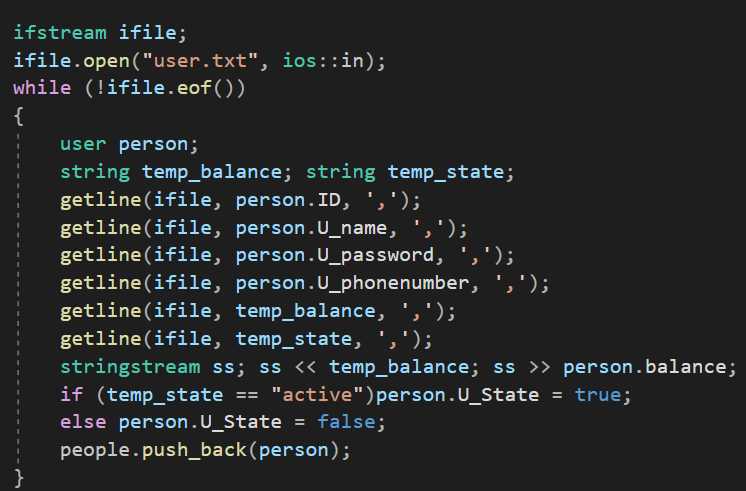 ifstream ifile;
ifile.open("user.txt", ios::in);
while (!ifile.eof())
{
    user person;
    string temp_balance; string temp_state;
    getline(ifile, person.ID, ',');
    getline(ifile, person.U_name, ',');
    getline(ifile, person.U_password, ',');
    getline(ifile, person.U_phonenumber, ',');
    getline(ifile, temp_balance, ',');
    getline(ifile, temp_state, ',');
    stringstream ss; ss << temp_balance; ss >> person.balance;
    if (temp_state == "active")person.U_State = true;
    else person.U_State = false;
    people.push_back(person);
}